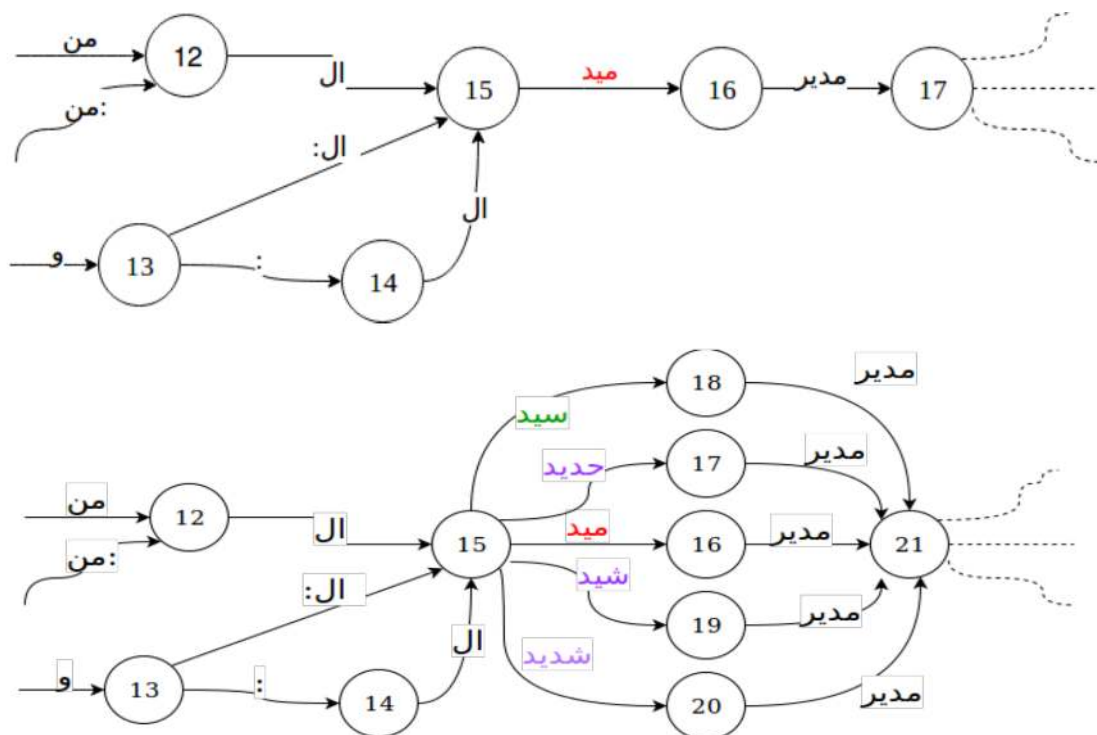 من
12
ال
15
ميد
16
مدير
17
من:
ال:
ال
و
13
:
14
18
مدير
سيد
حديد
17
مدير
من
12
ال
15
ميد
16
مدير
21
من:
ال:
شيد
19
مدير
ال
شديد
و
13
:
14
20
مدير